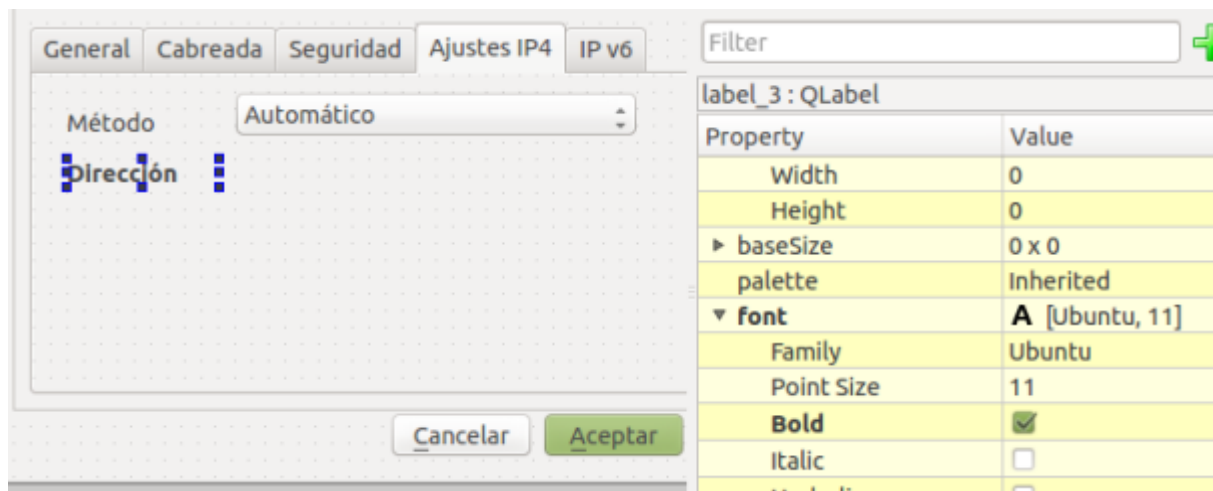 General Cabreada Seguridad Ajustes IP4 IP v6
Método Automático
Dirección
Cancelar Aceptar
Filter
label_3 : QLabel
Property Value
Width 0
Height 0
baseSize 0 x 0
palette Inherited
font A [Ubuntu, 11]
Family Ubuntu
Point Size 11
Bold
Italic